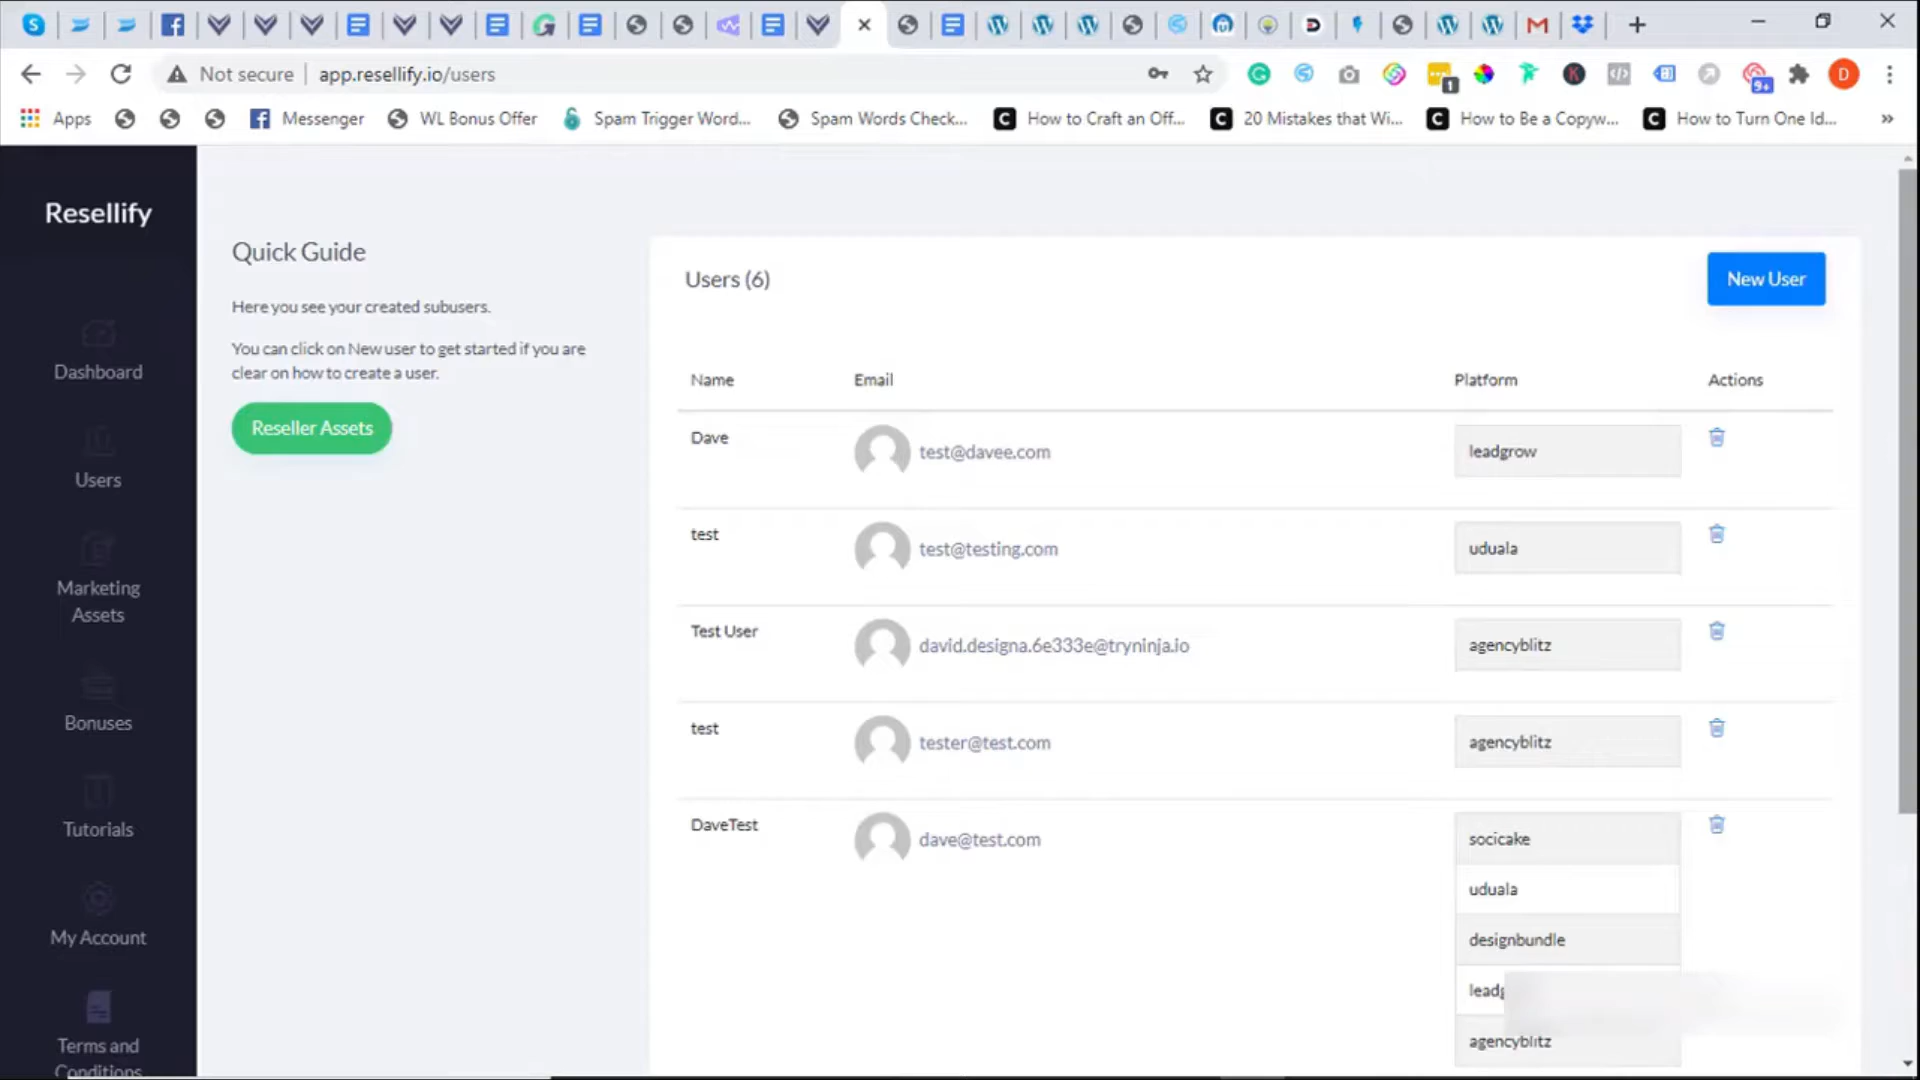 Not secure
app.resellify.io/users
1
9+
D
Apps
Messenger
WL Bonus Offer
Spam Trigger Word...
Spam Words Check...
How to Craft an Off...
20 Mistakes that Wi...
How to Be a Copyw...
How to Turn One Id...
»
Resellify
Dashboard
Users
Marketing
Assets
Bonuses
Tutorials
My Account
Terms and
Conditions
Quick Guide
Here you see your created subusers.
You can click on New user to get started if you are
clear on how to create a user.
Reseller Assets
Users (6)
New User
Name Email Platform Actions
Dave test@davee.com leadgrow
test test@testing.com uduala
Test User david.designa.6e333e@tryninja.io agencyblitz
test tester@test.com agencyblitz
DaveTest dave@test.com socicake
uduala
designbundle
agencyblitz